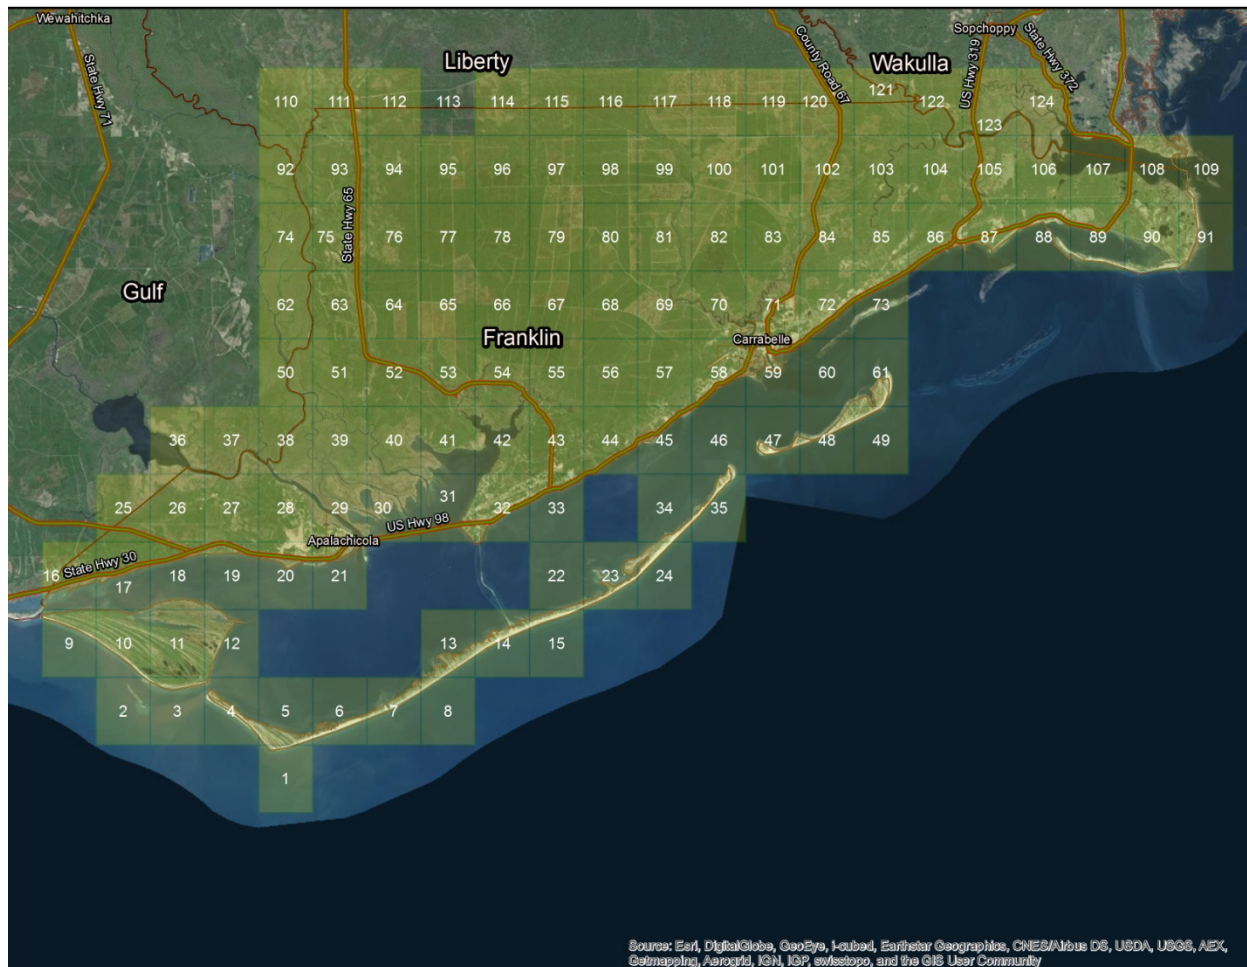 Wewahitchka
Sopchoppy
State Hwy 71
County Road 67
US Hwy 319
State Hwy 372
Liberty
Wakulla
110 111 112 113 114 115 116 117 118 119 120 121 122 124
123
92 93 94 95 96 97 98 99 100 101 102 103 104 105 106 107 108 109
State Hwy 65
74 75 76 77 78 79 80 81 82 83 84 85 86 87 88 89 90 91
Gulf
62 63 64 65 66 67 68 69 70 71 72 73
Franklin
Carrabelle
50 51 52 53 54 55 56 57 58 59 60 61
36 37 38 39 40 41 42 43 44 45 46 47 48 49
25 26 27 28 29 30 31 32 33 34 35
US Hwy 98
Apalachicola
State Hwy 30
16 17 18 19 20 21 22 23 24
9 10 11 12 13 14 15
2 3 4 5 6 7 8
1
Source: Esri, DigitalGlobe, GeoEye, i-cubed, Earthstar Geographics, CNES/Airbus DS, USDA, USGS, AEX,
Getmapping, Aerogrid, IGN, IGP, swisstopo, and the GIS User Community